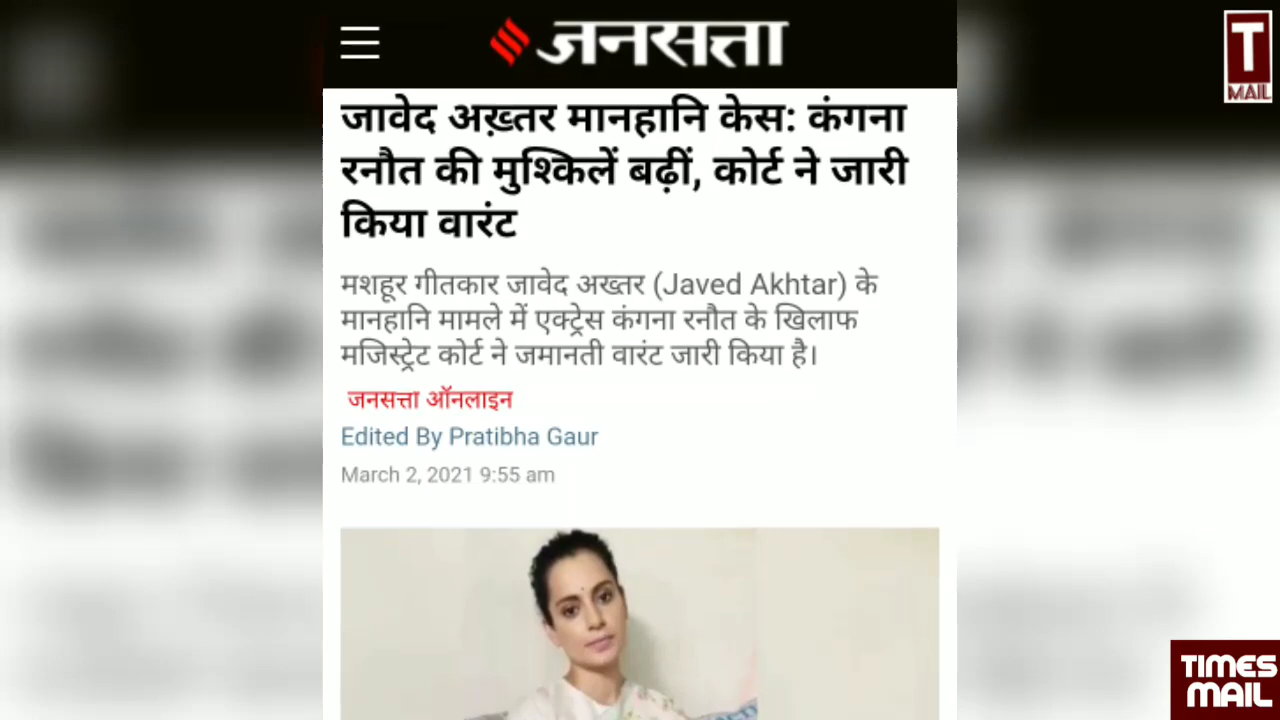 जनसत्ता
T
MAIL
जावेद अख़्तर मानहानि केस: कंगना
रनौत की मुश्किलें बढ़ीं, कोर्ट ने जारी
किया वारंट
मशहूर गीतकार जावेद अख्तर (Javed Akhtar) के
मानहानि मामले में एक्ट्रेस कंगना रनौत के खिलाफ
मजिस्ट्रेट कोर्ट ने जमानती वारंट जारी किया है।
जनसत्ता ऑनलाइन
Edited By Pratibha Gaur
March 2, 2021 9:55 am
TIMES
MAIL